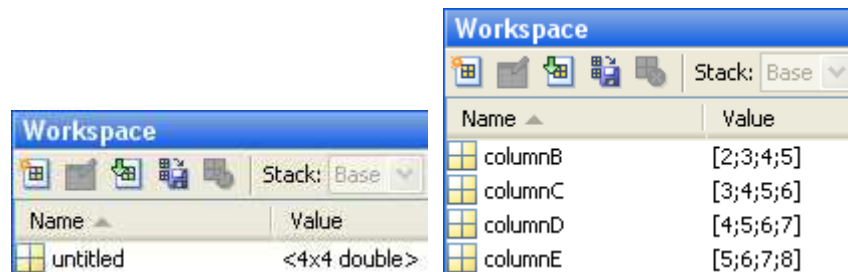 Workspace
Stack: Base
Name Value
untitled <4x4 double>
Workspace
Stack: Base
Name Value
columnB [2;3;4;5]
columnC [3;4;5;6]
columnD [4;5;6;7]
columnE [5;6;7;8]